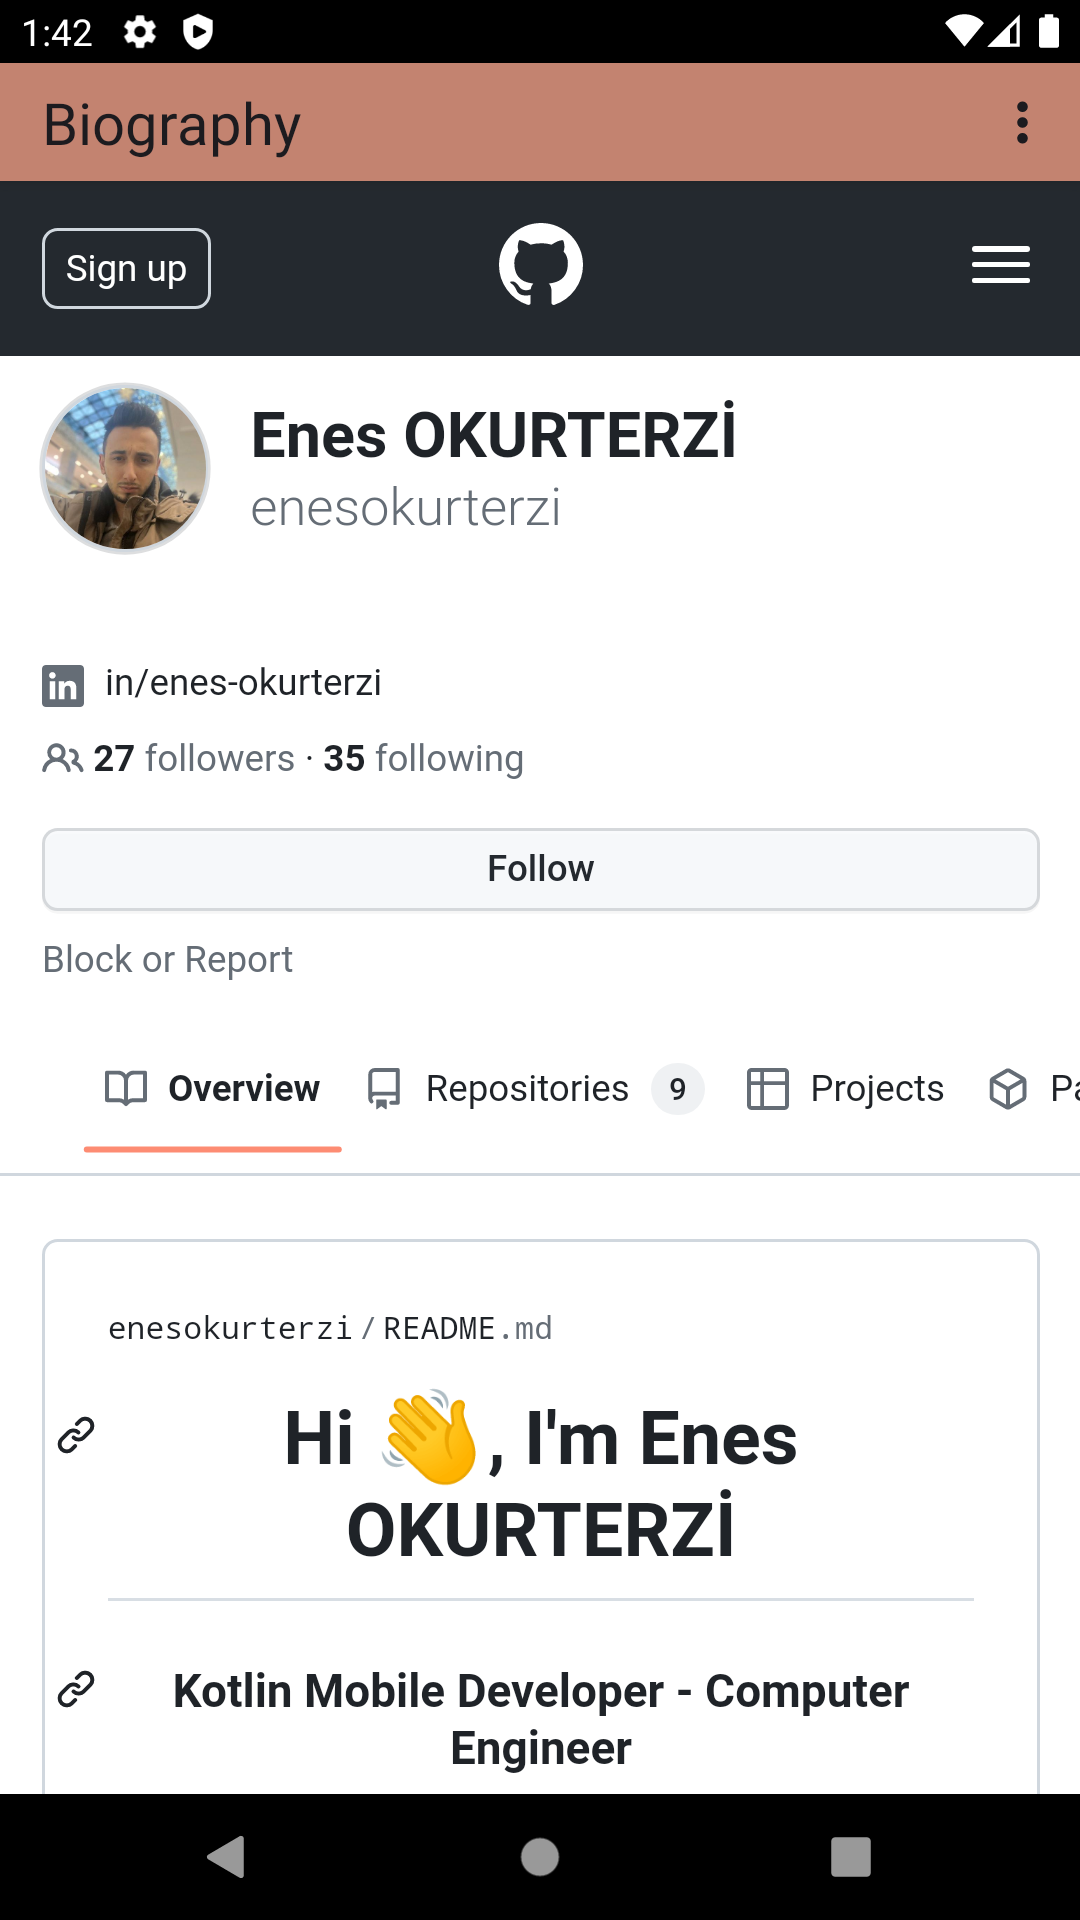 1:42
Biography
Sign up
Enes OKURTERZİ
enesokurterzi
in/enes-okurterzi
27 followers · 35 following
Follow
Block or Report
Overview Repositories 9 Projects Pa
enesokurterzi / README.md
Hi 👋, I'm Enes
OKURTERZİ
Kotlin Mobile Developer - Computer
Engineer